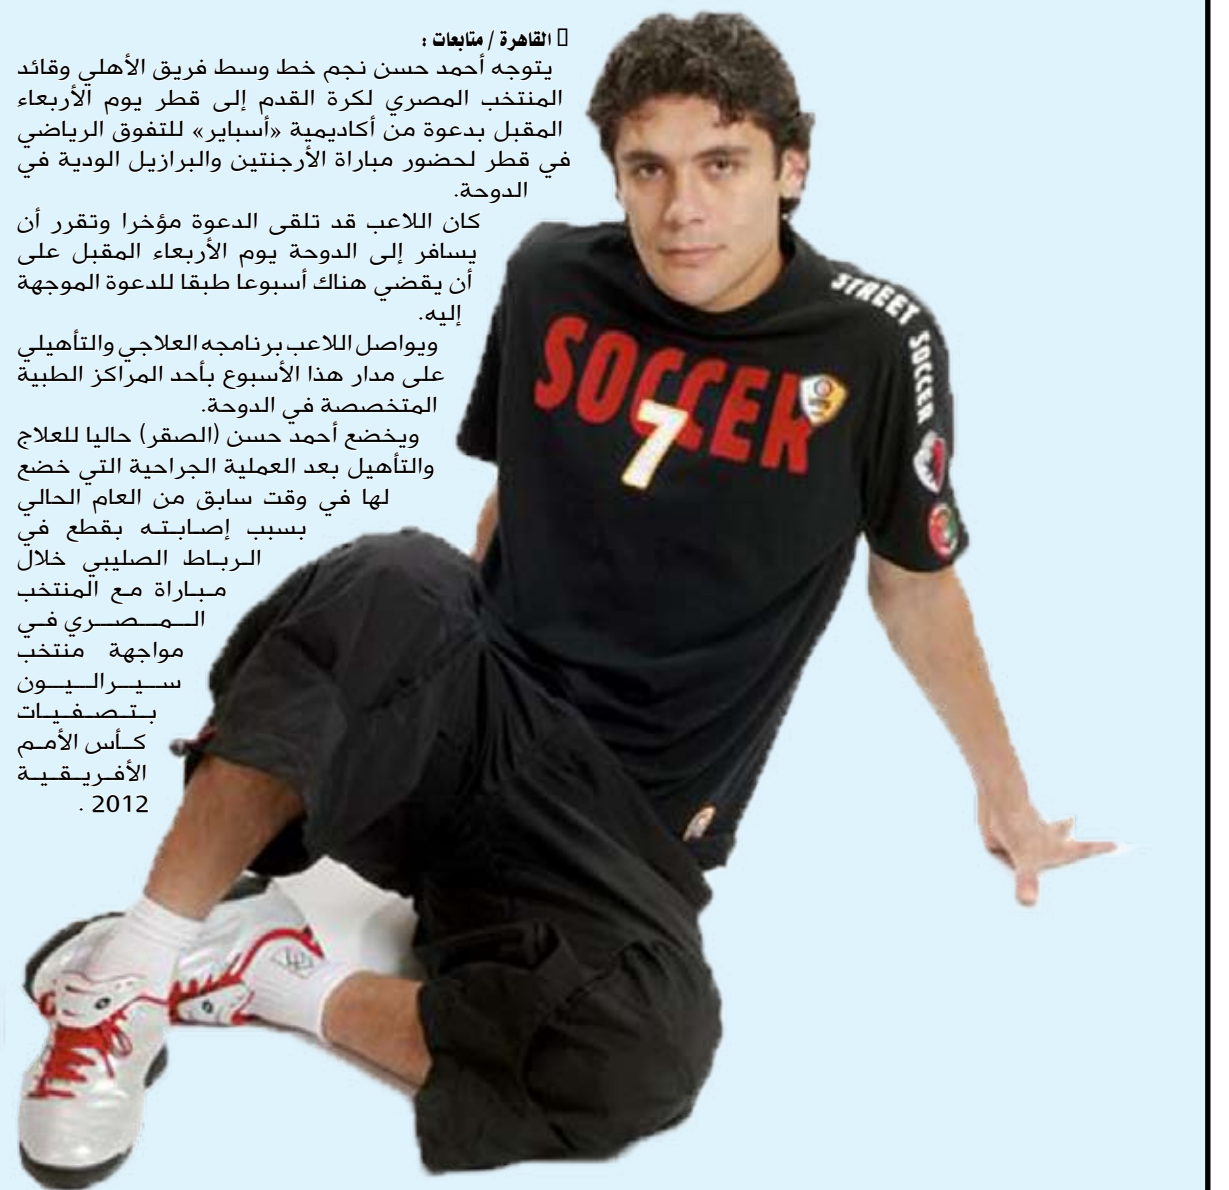 القاهرة / متابعات :
يتوجه أحمد حسن نجم خط وسط فريق الأهلي وقائد
المنتخب المصري لكرة القدم إلى قطر يوم الأربعاء
المقبل بدعوة من أكاديمية «أسباير» للتفوق الرياضي
في قطر لحضور مباراة الأرجنتين والبرازيل الودية في
الدوحة.
كان اللاعب قد تلقى الدعوة مؤخرا وتقرر أن
يسافر إلى الدوحة يوم الأربعاء المقبل على
أن يقضي هناك أسبوعا طبقا للدعوة الموجهة
إليه.
ويواصل اللاعب برنامجه العلاجي والتأهيلي
على مدار هذا الأسبوع بأحد المراكز الطبية
المتخصصة في الدوحة.
ويخضع أحمد حسن (الصقر) حاليا للعلاج
والتأهيل بعد العملية الجراحية التي خضع
لها في وقت سابق من العام الحالي
بسبب إصابته بقطع في
الرباط الصليبي خلال
مباراة مع المنتخب
المصري في
مواجهة منتخب
سيراليون
بتصفيات
كأس الأمم
الأفريقية
2012 .
STREET SOCCER
SOCCER
7